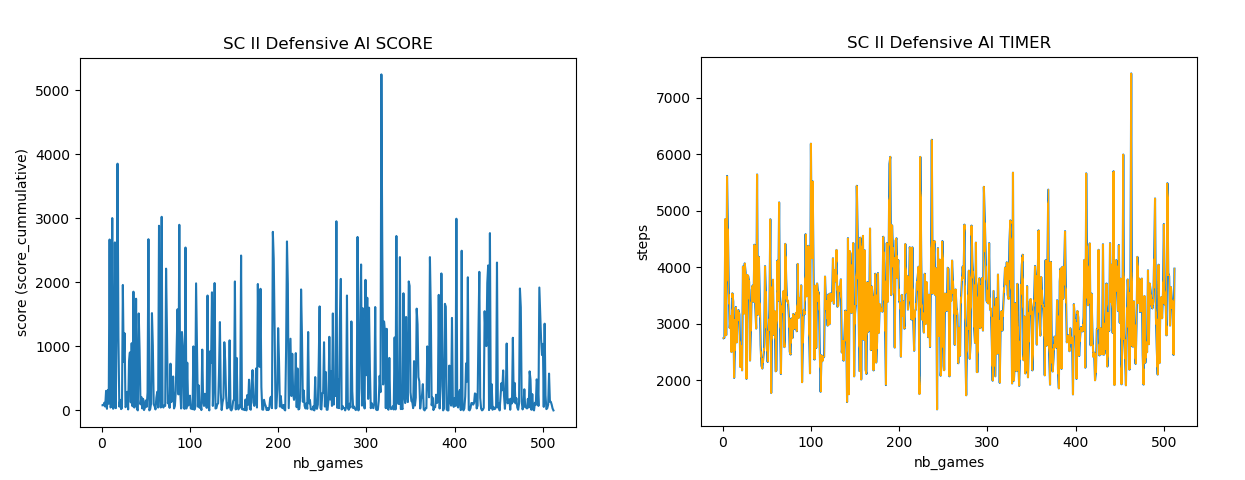 SC II Defensive AI SCORE
score (score_cummulative)
5000
4000
3000
2000
1000
0
0 100 200 300 400 500
nb_games
SC II Defensive AI TIMER
steps
7000
6000
5000
4000
3000
2000
0 100 200 300 400 500
nb_games